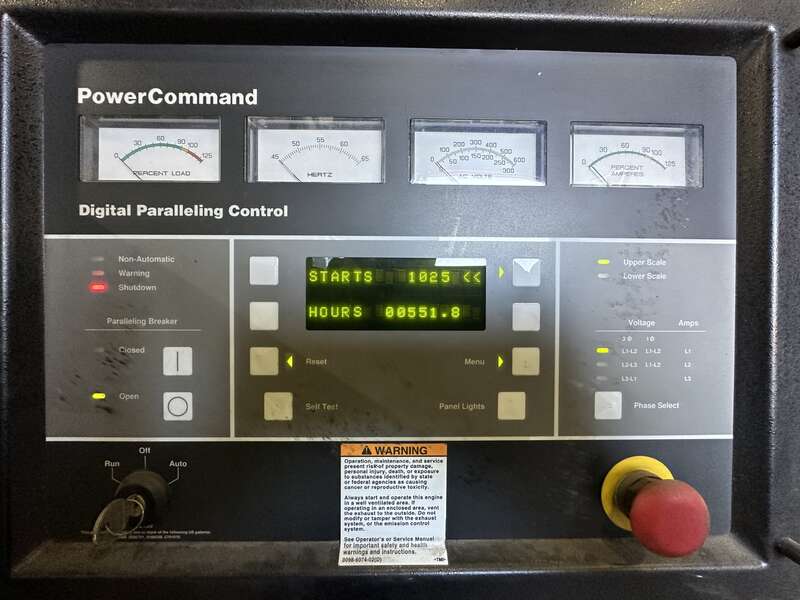 PowerCommand
0 30 60 90 100 125
PERCENT LOAD
45 50 55 60 65
HERTZ
0 100 200 300 400 500 600
0 50 100 150 200 250 300
AC VOLTS
0 30 60 90 100 125
PERCENT
AMPERES
Digital Paralleling Control
Non-Automatic
Warning
Shutdown
Paralleling Breaker
Closed
Open
STARTS 1025 <<
HOURS 00551.8
Reset
Menu
Self Test
Panel Lights
Upper Scale
Lower Scale
Voltage Amps
3 Ø 1 Ø
L1-L2 L1-L2 L1
L2-L3 L2
L3-L1 L3
Phase Select
Off
Run
Auto
WARNING
Operation, maintenance, and service
present risk of property damage,
personal injury, death, or exposure
to substances identified by state
or federal agencies as causing
cancer or reproductive toxicity.
Always start and operate this engine
in a well ventilated area. If
operating in an enclosed area, vent
the exhaust to the outside. Do not
modify or tamper with the exhaust
system, or the emission control
system.
See Operator's or Service Manual
for important safety and health
warnings and instructions.